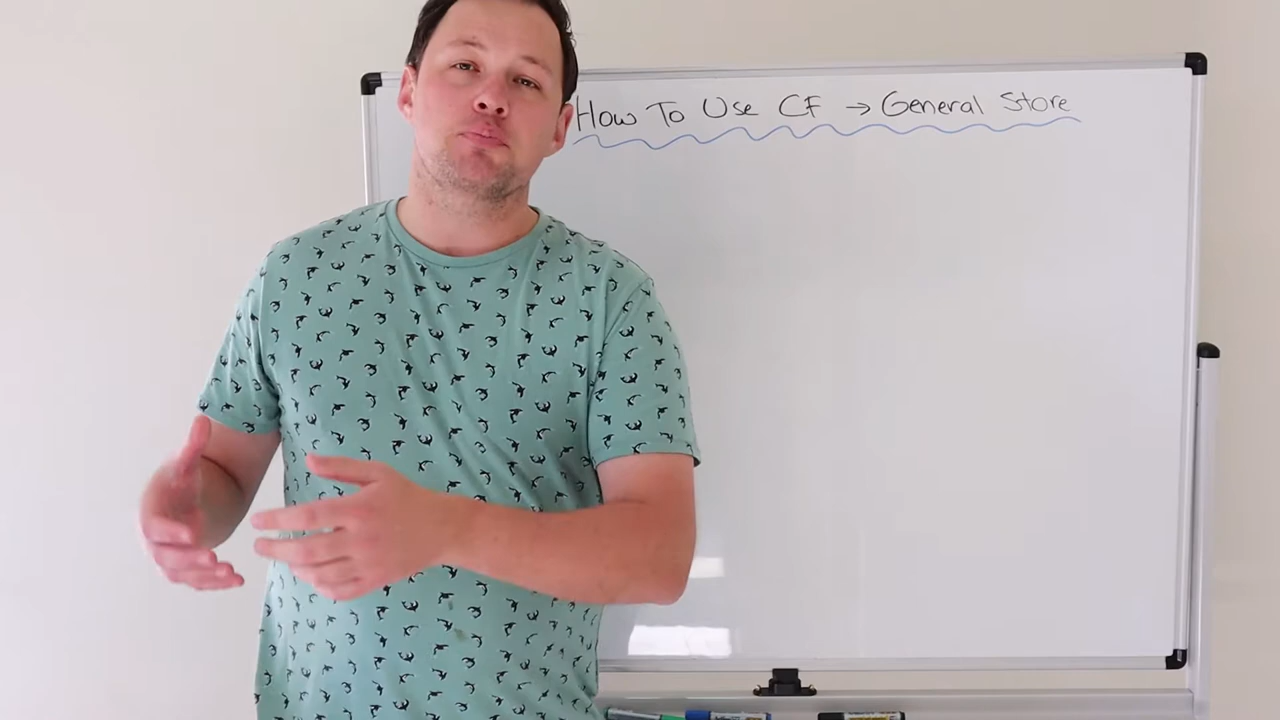 How To Use CF → General Store